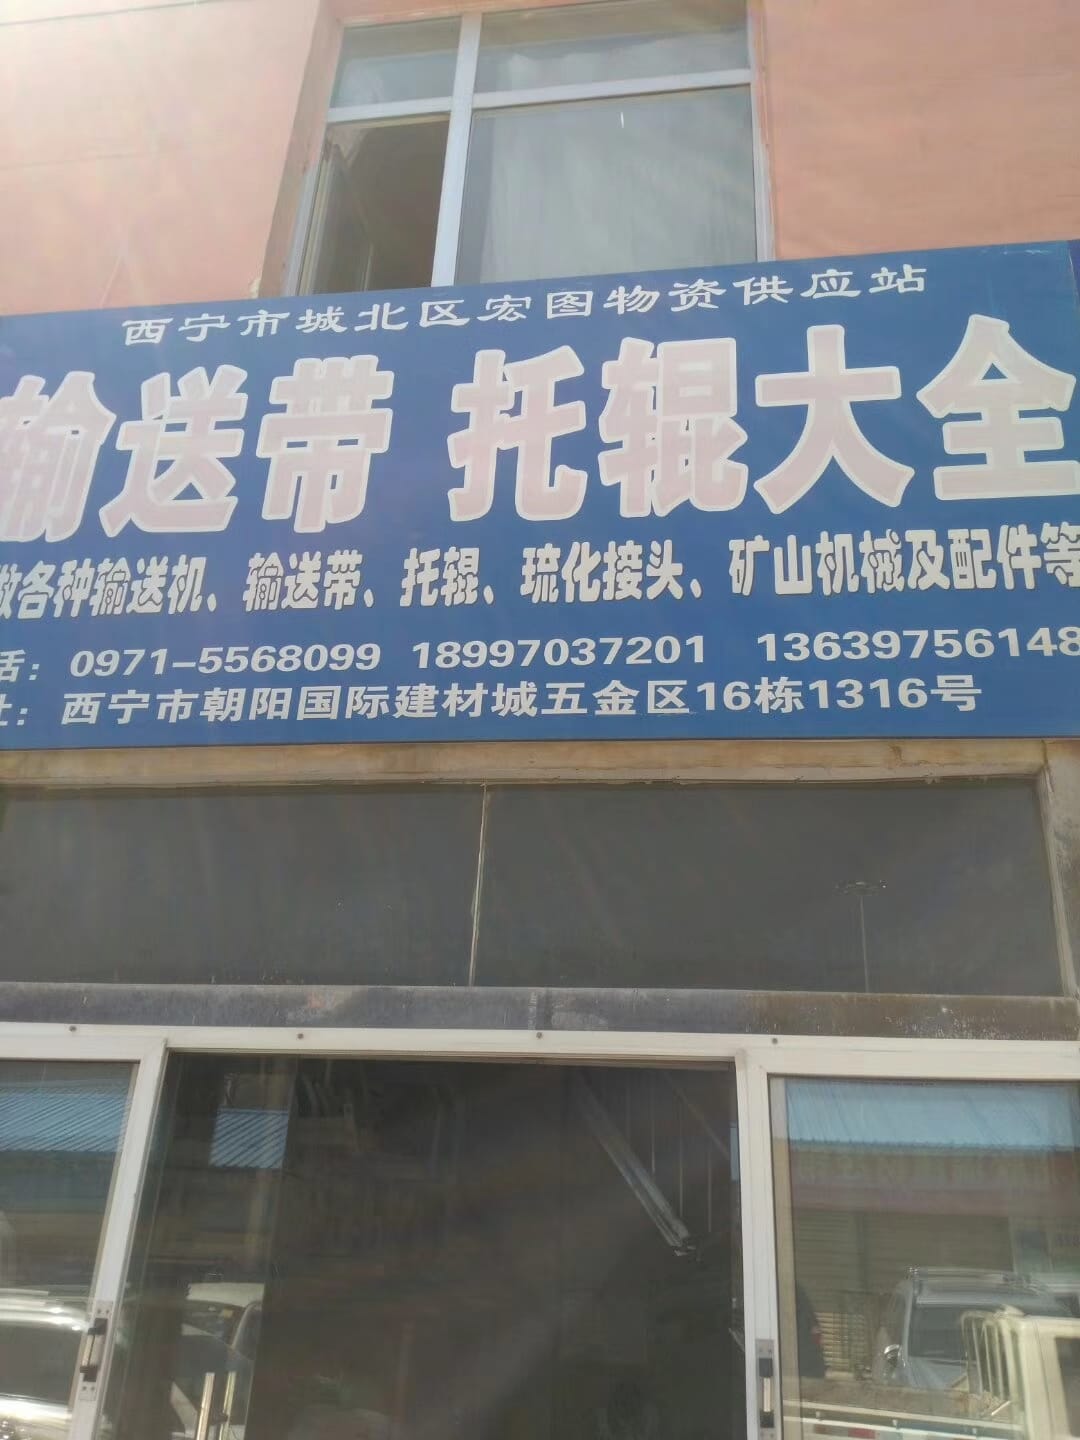 西宁市城北区宏图物资供应站
输送带 托辊大全
做各种输送机、输送带、托辊、琉化接头、矿山机械及配件等
话：0971-5568099 18997037201 13639756148
址：西宁市朝阳国际建材城五金区16栋1316号